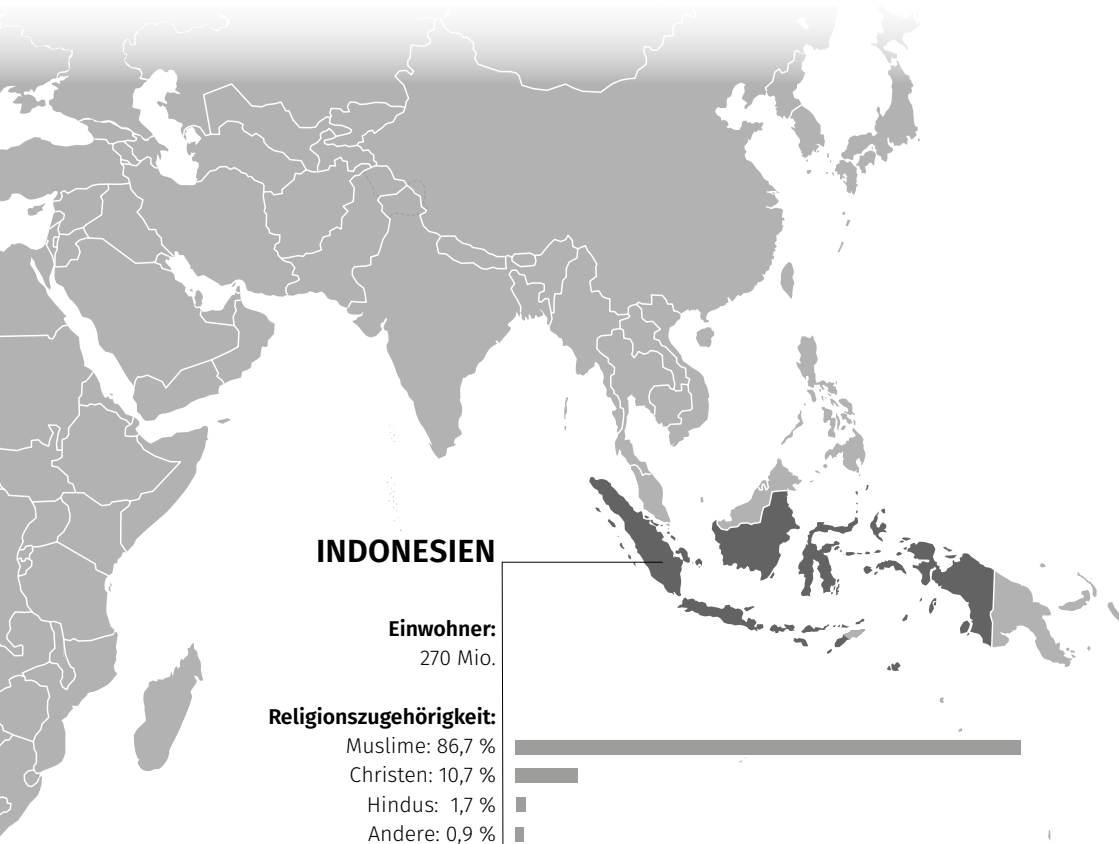 INDONESIEN
Einwohner:
270 Mio.
Religionszugehörigkeit:
Muslime: 86,7 %
Christen: 10,7 %
Hindus: 1,7 %
Andere: 0,9 %